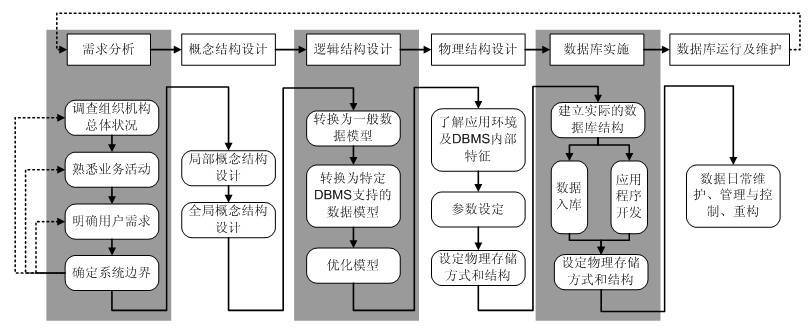 需求分析
概念结构设计
逻辑结构设计
物理结构设计
数据库实施
数据库运行及维护
调查组织机构
总体状况
熟悉业务活动
明确用户需求
确定系统边界
局部概念结构
设计
全局概念结构
设计
转换为一般数
据模型
转换为特定
DBMS支持的
数据模型
优化模型
了解应用环境
及DBMS内部
特征
参数设定
设定物理存储
方式和结构
建立实际的数
据库结构
数据
入库
应用
程序
开发
设定物理存储
方式和结构
数据日常维
护、管理与控
制、重构